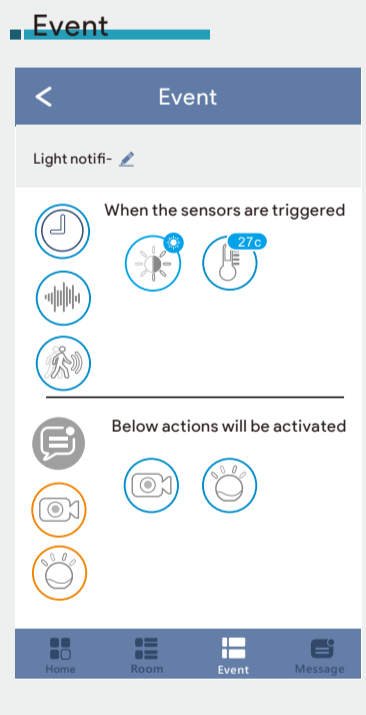 Event
Event
Light notifi-
When the sensors are triggered
27c
Below actions will be activated
Home
Room
Event
Message